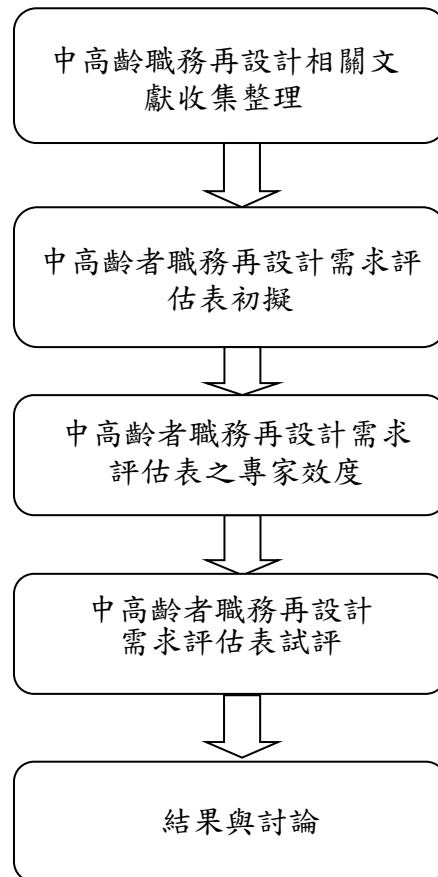 中高齡職務再設計相關文
獻收集整理
中高齡者職務再設計需求評
估表初擬
中高齡者職務再設計需求
評估表之專家效度
中高齡者職務再設計
需求評估表試評
結果與討論